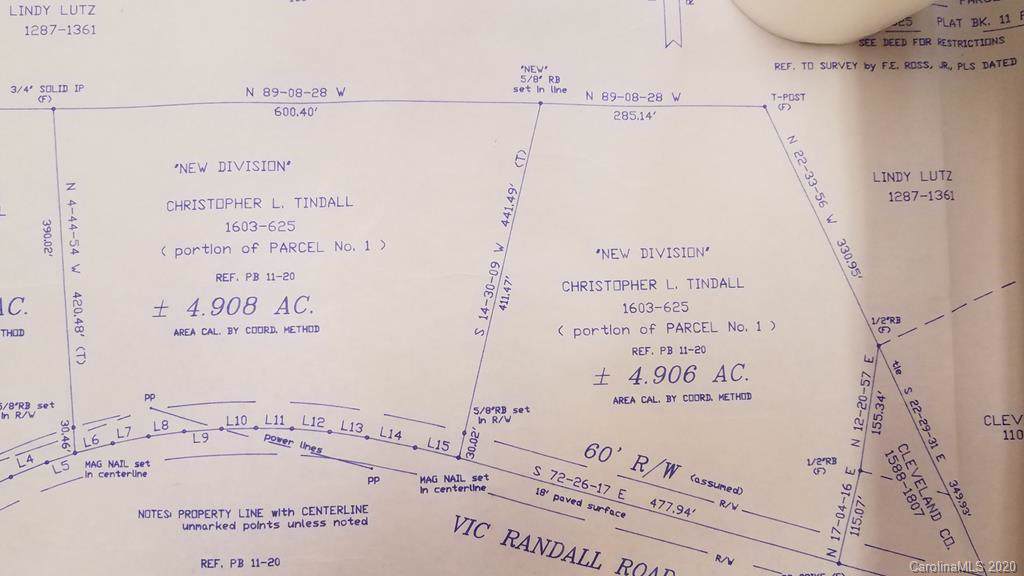 LINDY LUTZ
1287-1361
PLAT BK. 11
SEE DEED FOR RESTRICTIONS
REF. TO SURVEY by F.E. ROSS, JR., PLS DATED
3/4" SOLID IP
(F)
N 89-08-28 W
600.40'
"NEW"
5/8" RB
set in line
N 89-08-28 W
285.14'
T-POST
(F)
N 4-44-54 W 420.48' (T)
390.02'
30.46'
"NEW DIVISION"
CHRISTOPHER L. TINDALL
1603-625
( portion of PARCEL No. 1 )
REF. PB 11-20
± 4.908 AC.
AREA CAL. BY COORD. METHOD
S 14-30-09 W 441.49' (T)
411.47'
30.02'
"NEW DIVISION"
CHRISTOPHER L. TINDALL
1603-625
( portion of PARCEL No. 1 )
REF. PB 11-20
± 4.906 AC.
AREA CAL. BY COORD. METHOD
N 22-33-56 W 330.95'
LINDY LUTZ
1287-1361
1/2"RB
(F)
N 12-20-57 E
155.34'
tie S 22-29-31 E 349.93'
CLEVELAND CO.
1588-1807
1/2"RB
(F)
N 17-04-16 E
115.07'
AC.
5/8"RB set
in R/W
PP
L4
L5
L6
L7
L8
L9
L10
L11
L12
L13
L14
L15
power lines
PP
MAG NAIL set
in centerline
5/8"RB set
in R/W
MAG NAIL set
in centerline
60' R/W (assumed)
R/W
S 72-26-17 E 477.94'
18' paved surface
VIC RANDALL ROAD
R/W
NOTES: PROPERTY LINE with CENTERLINE
unmarked points unless noted
REF. PB 11-20
CarolinaMLS 2020